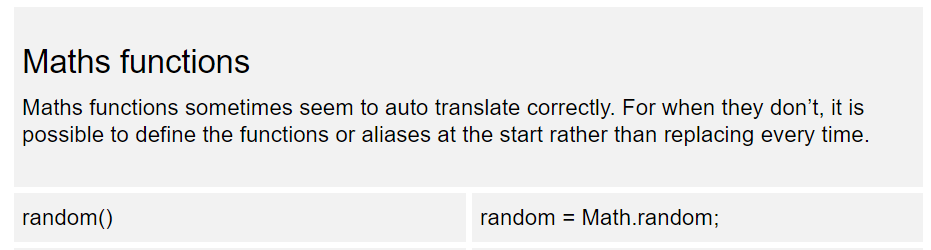 Maths functions
Maths functions sometimes seem to auto translate correctly. For when they don’t, it is
possible to define the functions or aliases at the start rather than replacing every time.
random()
random = Math.random;